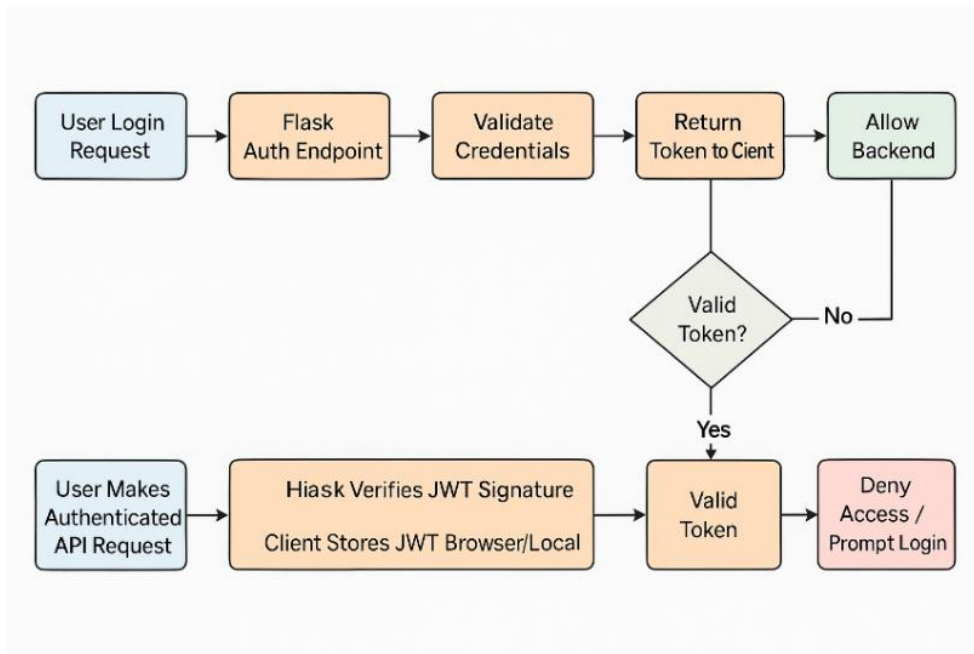 User Login
Request
Flask
Auth Endpoint
Validate
Credentials
Return
Token to Cient
Allow
Backend
Valid
Token?
No
Yes
User Makes
Authenticated
API Request
Hiask Verifies JWT Signature
Client Stores JWT Browser/Local
Valid
Token
Deny
Access /
Prompt Login